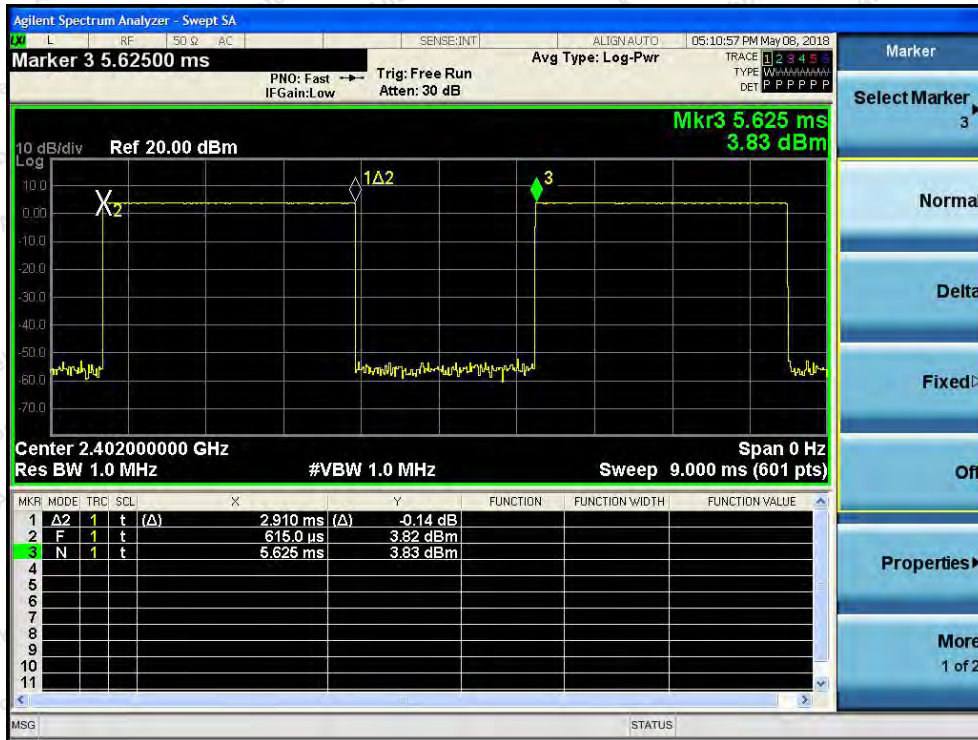 Agilent Spectrum Analyzer - Swept SA
LXI L RF 50 Ω AC SENSE:INT ALIGN AUTO 05:10:57 PM May 08, 2018
Marker 3 5.62500 ms
PNO: Fast
IFGain:Low
Trig: Free Run
Atten: 30 dB
Avg Type: Log-Pwr
TRACE 1 2 3 4 5 6
TYPE
DET P P P P P P
Mkr3 5.625 ms
3.83 dBm
10 dB/div Ref 20.00 dBm
Log
10.0
0.00
-10.0
-20.0
-30.0
-40.0
-50.0
-60.0
-70.0
2
1Δ2
3
Center 2.402000000 GHz Span 0 Hz
Res BW 1.0 MHz #VBW 1.0 MHz Sweep 9.000 ms (601 pts)
MKR MODE TRC SCL X Y FUNCTION FUNCTION WIDTH FUNCTION VALUE
1 Δ2 1 t (Δ) 2.910 ms (Δ) -0.14 dB
2 F 1 t 615.0 µs 3.82 dBm
3 N 1 t 5.625 ms 3.83 dBm
4
5
6
7
8
9
10
11
MSG STATUS
Marker
Select Marker
3
Normal
Delta
Fixed
Off
Properties
More
1 of 2